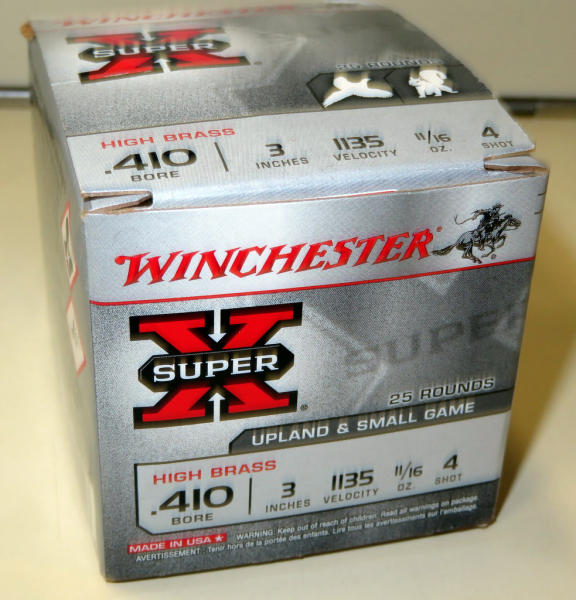 WINCHESTER
X
SUPER
25 ROUNDS
HIGH BRASS
.410 3 1135 11/16 4
BORE INCHES VELOCITY OZ. SHOT
WINCHESTER®
X
SUPER
SUPER
25 ROUNDS
UPLAND & SMALL GAME
HIGH BRASS
.410 3 1135 11/16 4
BORE INCHES VELOCITY OZ. SHOT
MADE IN USA ★ WARNING: Keep out of reach of children. Read all warnings on package.
AVERTISSEMENT - Tenir hors de la portée des enfants. Lire tous les avertissements sur l'emballage.